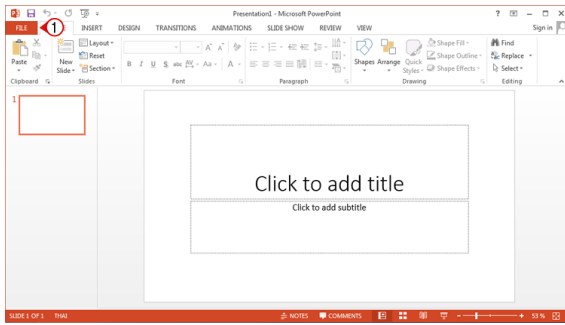 Presentation1 - Microsoft PowerPoint
FILE 1 INSERT DESIGN TRANSITIONS ANIMATIONS SLIDE SHOW REVIEW VIEW Sign in
Paste
New
Slide
Layout
Reset
Section
B I U S abc AV Aa A
A A
Shapes Arrange Quick
Styles
Shape Fill
Shape Outline
Shape Effects
Find
Replace
Select
Clipboard Slides Font Paragraph Drawing Editing
1
Click to add title
Click to add subtitle
SLIDE 1 OF 1 THAI NOTES COMMENTS 53 %